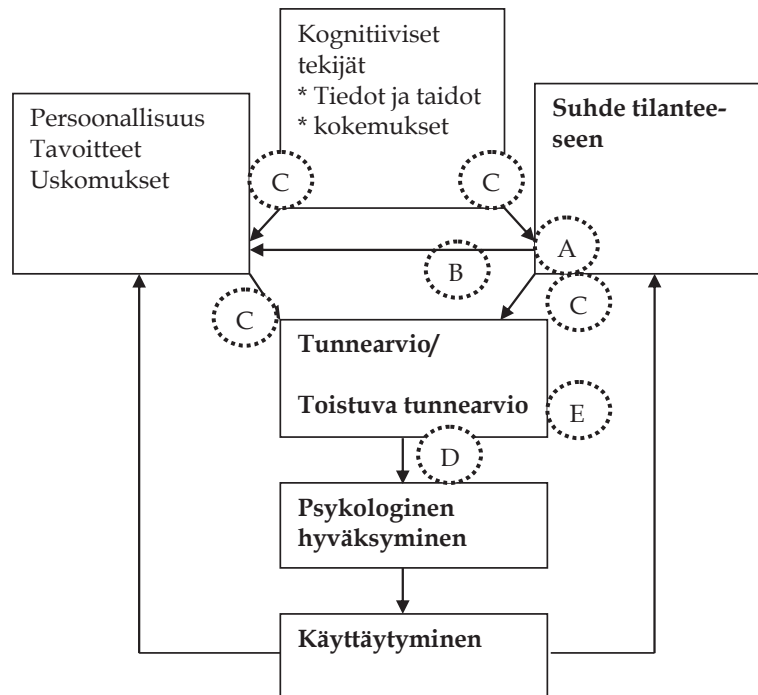 Kognitiiviset
tekijät
* Tiedot ja taidot
* kokemukset
Persoonallisuus
Tavoitteet
Uskomukset
Suhde tilantee-
seen
C
C
A
B
C
C
Tunnearvio/
Toistuva tunnearvio
E
D
Psykologinen
hyväksyminen
Käyttäytyminen